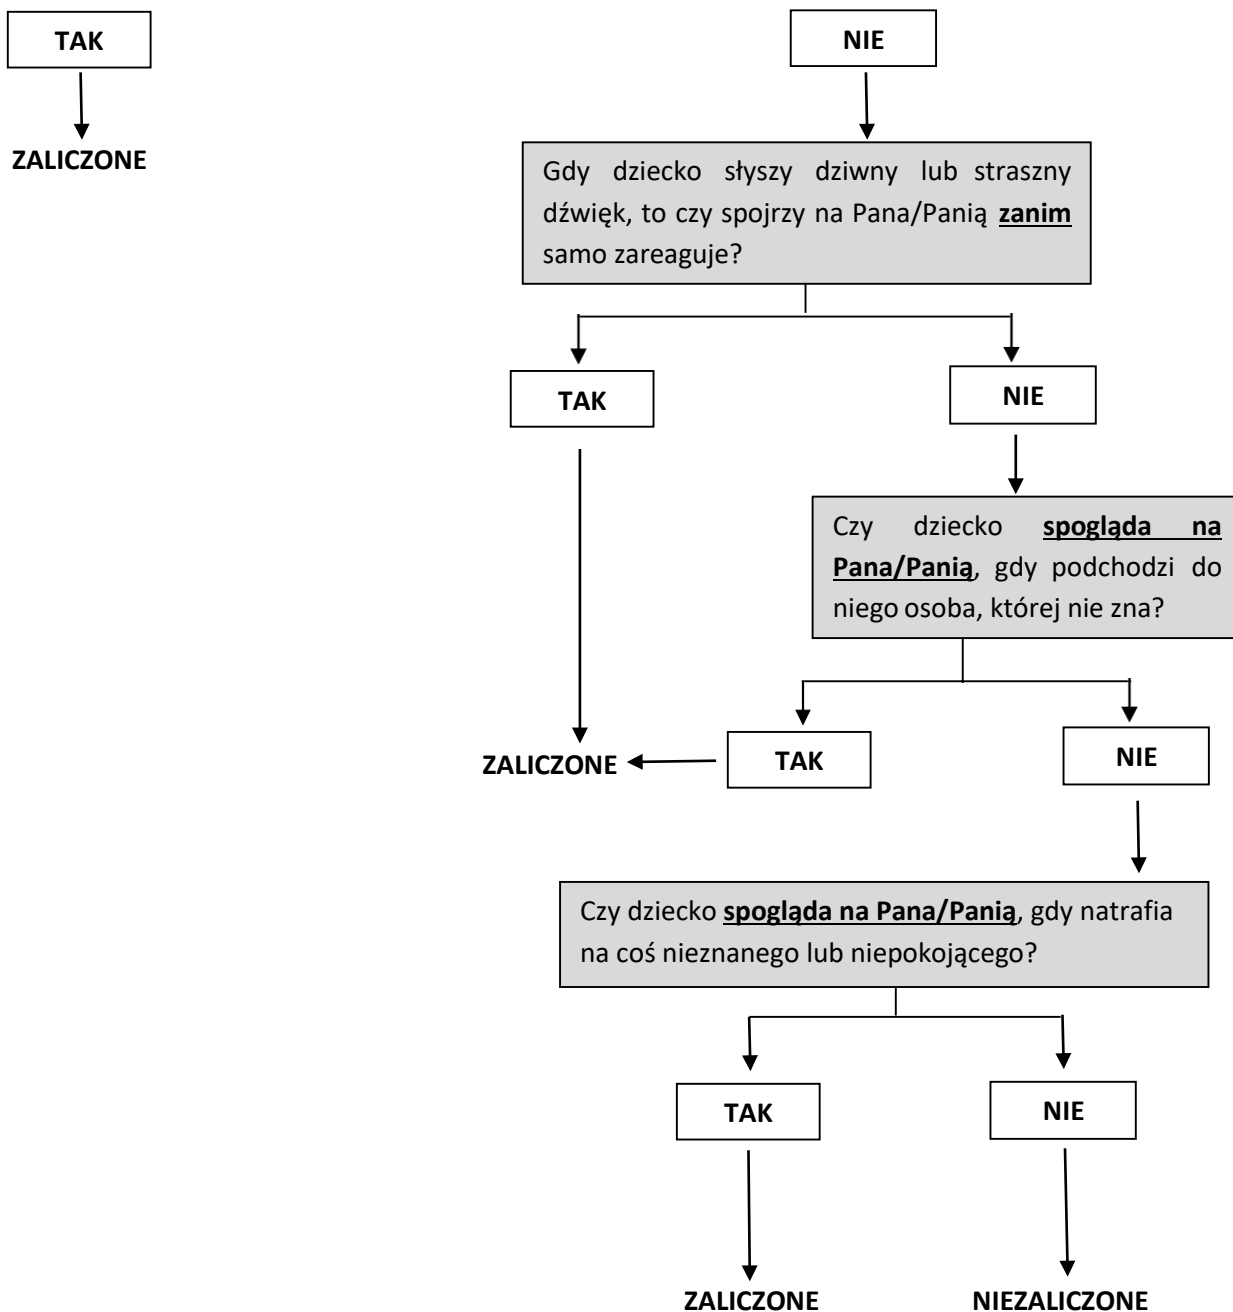 TAK
NIE
ZALICZONE
Gdy dziecko słyszy dziwny lub straszny
dźwięk, to czy spojrzy na Pana/Panią zanim
samo zareaguje?
TAK
NIE
Czy dziecko spogląda na
Pana/Panią, gdy podchodzi do
niego osoba, której nie zna?
ZALICZONE
TAK
NIE
Czy dziecko spogląda na Pana/Panią, gdy natrafia
na coś nieznanego lub niepokojącego?
TAK
NIE
ZALICZONE
NIEZALICZONE